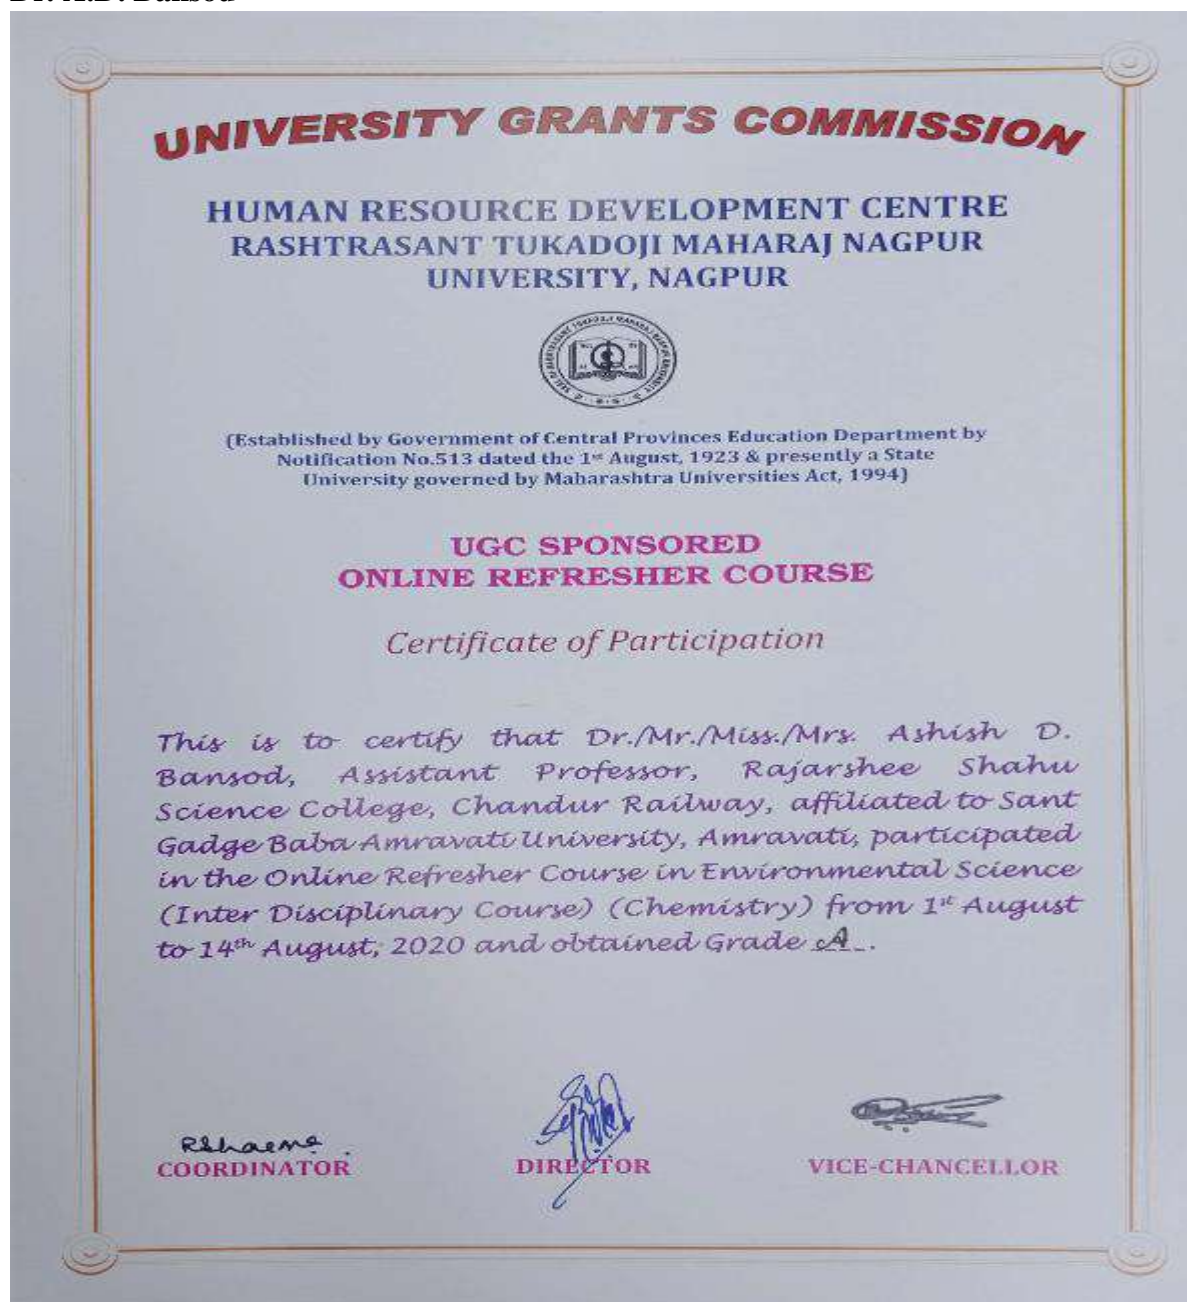 Dr. A.D. Bansod
UNIVERSITY GRANTS COMMISSION
HUMAN RESOURCE DEVELOPMENT CENTRE
RASHTRASANT TUKADOJI MAHARAJ NAGPUR
UNIVERSITY, NAGPUR
(Established by Government of Central Provinces Education Department by
Notification No.513 dated the 1st August, 1923 & presently a State
University governed by Maharashtra Universities Act, 1994)
UGC SPONSORED
ONLINE REFRESHER COURSE
Certificate of Participation
This is to certify that Dr./Mr./Miss./Mrs. Ashish D.
Bansod, Assistant Professor, Rajarshee Shahu
Science College, Chandur Railway, affiliated to Sant
Gadge Baba Amravati University, Amravati, participated
in the Online Refresher Course in Environmental Science
(Inter Disciplinary Course) (Chemistry) from 1st August
to 14th August, 2020 and obtained Grade A .
COORDINATOR DIRECTOR VICE-CHANCELLOR